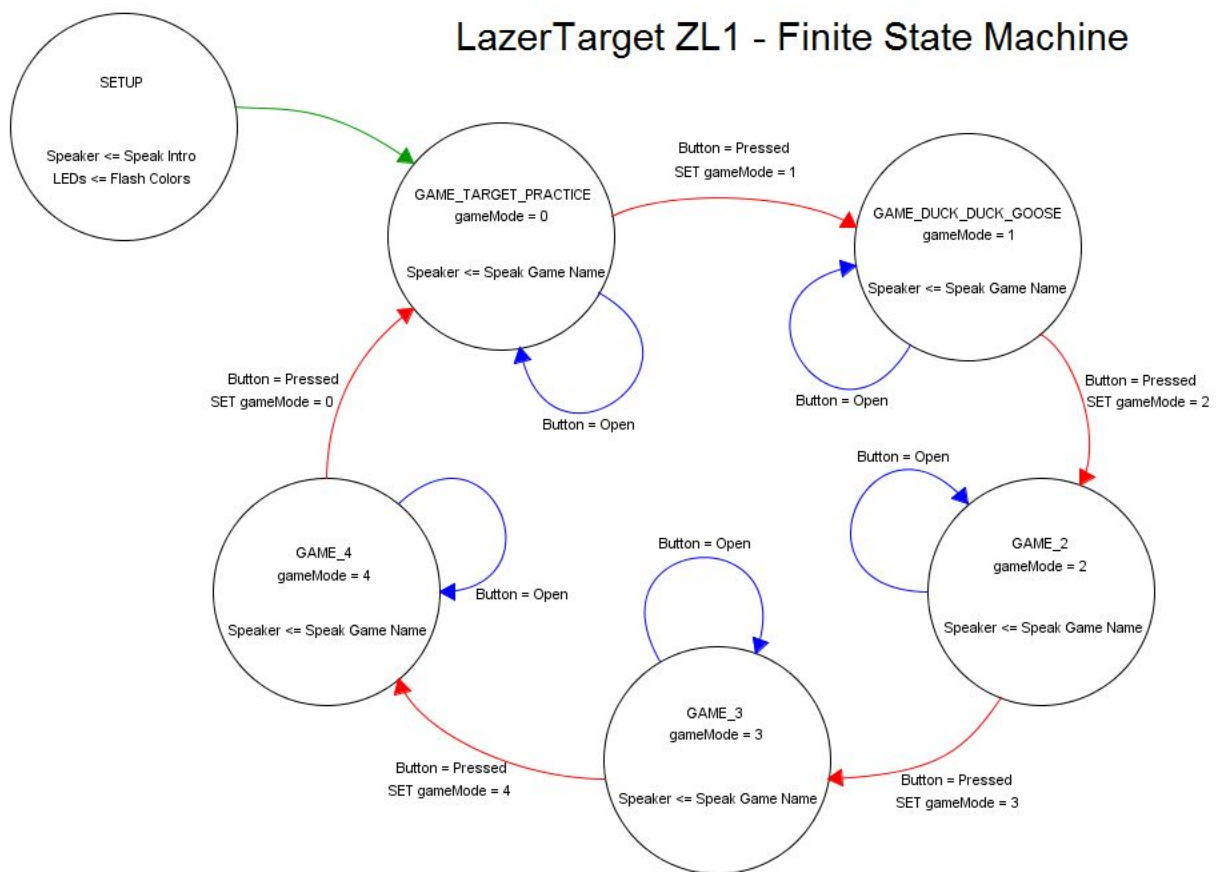 LazerTarget ZL1 - Finite State Machine
SETUP
Speaker <= Speak Intro
LEDs <= Flash Colors
GAME_TARGET_PRACTICE
gameMode = 0
Speaker <= Speak Game Name
Button = Pressed
SET gameMode = 1
GAME_DUCK_DUCK_GOOSE
gameMode = 1
Speaker <= Speak Game Name
Button = Open
Button = Open
Button = Pressed
SET gameMode = 2
Button = Pressed
SET gameMode = 0
Button = Open
GAME_2
gameMode = 2
Speaker <= Speak Game Name
Button = Open
GAME_3
gameMode = 3
Speaker <= Speak Game Name
Button = Pressed
SET gameMode = 3
GAME_4
gameMode = 4
Speaker <= Speak Game Name
Button = Open
Button = Pressed
SET gameMode = 4